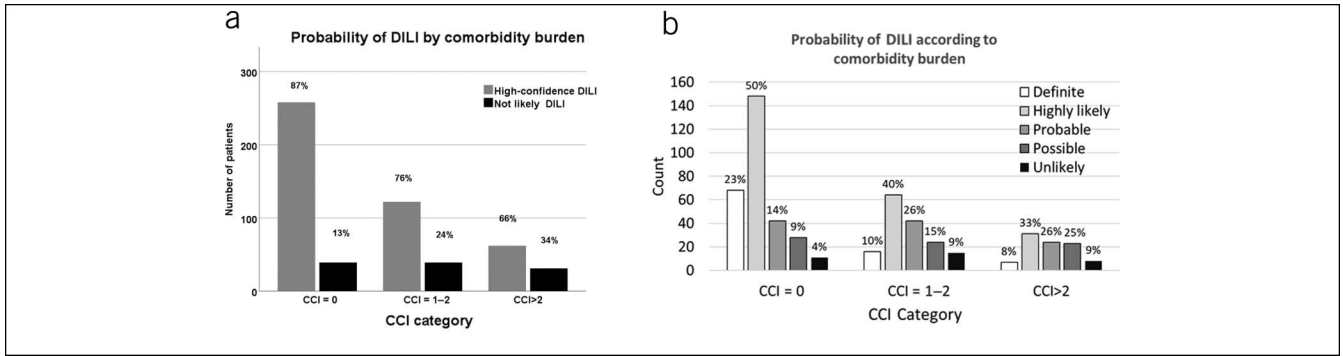 a
Probability of DILI by comorbidity burden
300
200
100
0
Number of patients
87%
13%
76%
24%
66%
34%
High-confidence DILI
Not likely DILI
CCI = 0
CCI = 1–2
CCI>2
CCI category
b
Probability of DILI according to
comorbidity burden
160
140
120
100
80
60
40
20
0
Count
23%
50%
14%
9%
4%
10%
40%
26%
15%
9%
8%
33%
26%
25%
9%
Definite
Highly likely
Probable
Possible
Unlikely
CCI = 0
CCI = 1–2
CCI>2
CCI Category